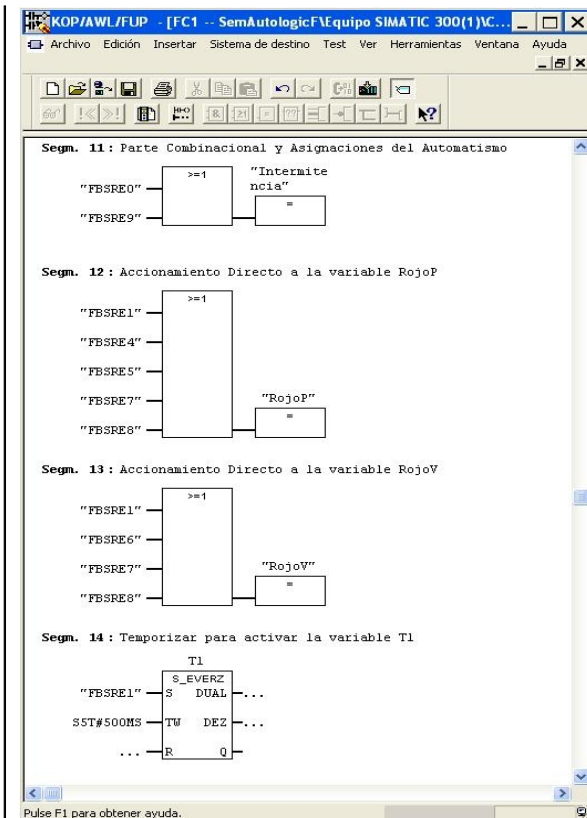 KOP/AWL/FUP - [FC1 -- SemAutologicF\Equipo SIMATIC 300(1)\C...
Archivo Edición Insertar Sistema de destino Test Ver Herramientas Ventana Ayuda
Segm. 11 : Parte Combinacional y Asignaciones del Automatismo
>=1 "Intermite
"FBSRE0" ncia"
"FBSRE9" =
Segm. 12 : Accionamiento Directo a la variable RojoP
>=1
"FBSRE1"
"FBSRE4"
"FBSRE5"
"FBSRE7" "RojoP"
"FBSRE8" =
Segm. 13 : Accionamiento Directo a la variable RojoV
>=1
"FBSRE1"
"FBSRE6"
"FBSRE7" "RojoV"
"FBSRE8" =
Segm. 14 : Temporizar para activar la variable T1
T1
S_EVERZ
"FBSRE1" S DUAL ...
S5T#500MS TW DEZ ...
... R Q
Pulse F1 para obtener ayuda.